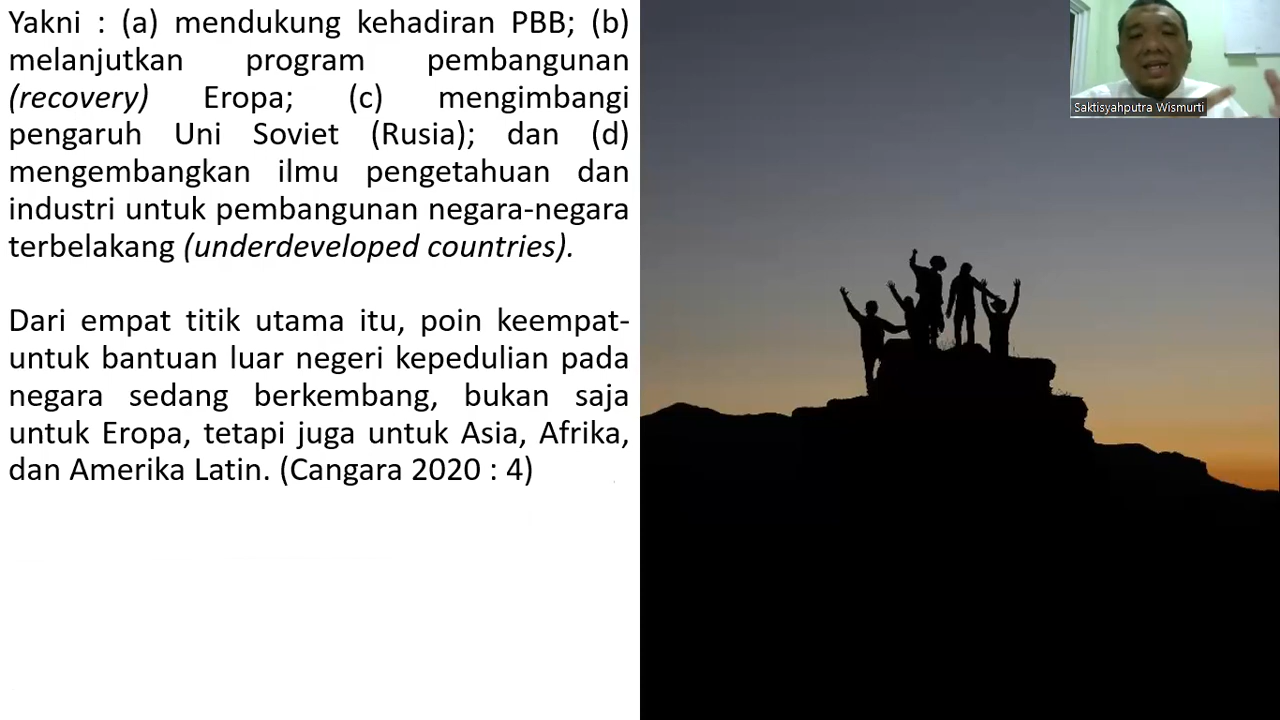 Yakni : (a) mendukung kehadiran PBB; (b)
melanjutkan program pembangunan
(recovery) Eropa; (c) mengimbangi
pengaruh Uni Soviet (Rusia); dan (d)
mengembangkan ilmu pengetahuan dan
industri untuk pembangunan negara-negara
terbelakang (underdeveloped countries).
Dari empat titik utama itu, poin keempat-
untuk bantuan luar negeri kepedulian pada
negara sedang berkembang, bukan saja
untuk Eropa, tetapi juga untuk Asia, Afrika,
dan Amerika Latin. (Cangara 2020 : 4)
Saktisyahputra Wismurti